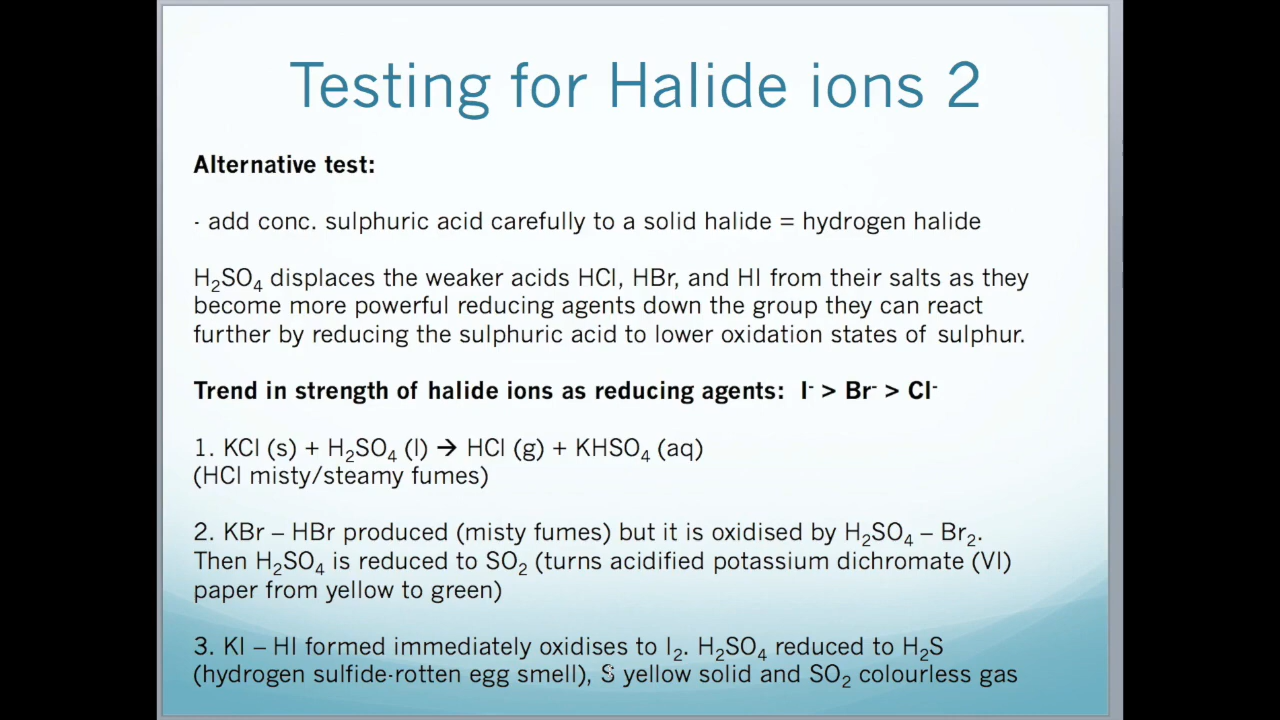 Testing for Halide ions 2
Alternative test:
- add conc. sulphuric acid carefully to a solid halide = hydrogen halide
H₂SO₄ displaces the weaker acids HCl, HBr, and HI from their salts as they
become more powerful reducing agents down the group they can react
further by reducing the sulphuric acid to lower oxidation states of sulphur.
Trend in strength of halide ions as reducing agents: I⁻ > Br⁻ > Cl⁻
1. KCl (s) + H₂SO₄ (l) → HCl (g) + KHSO₄ (aq)
(HCl misty/steamy fumes)
2. KBr – HBr produced (misty fumes) but it is oxidised by H₂SO₄ – Br₂.
Then H₂SO₄ is reduced to SO₂ (turns acidified potassium dichromate (VI)
paper from yellow to green)
3. KI – HI formed immediately oxidises to I₂. H₂SO₄ reduced to H₂S
(hydrogen sulfide-rotten egg smell), S yellow solid and SO₂ colourless gas